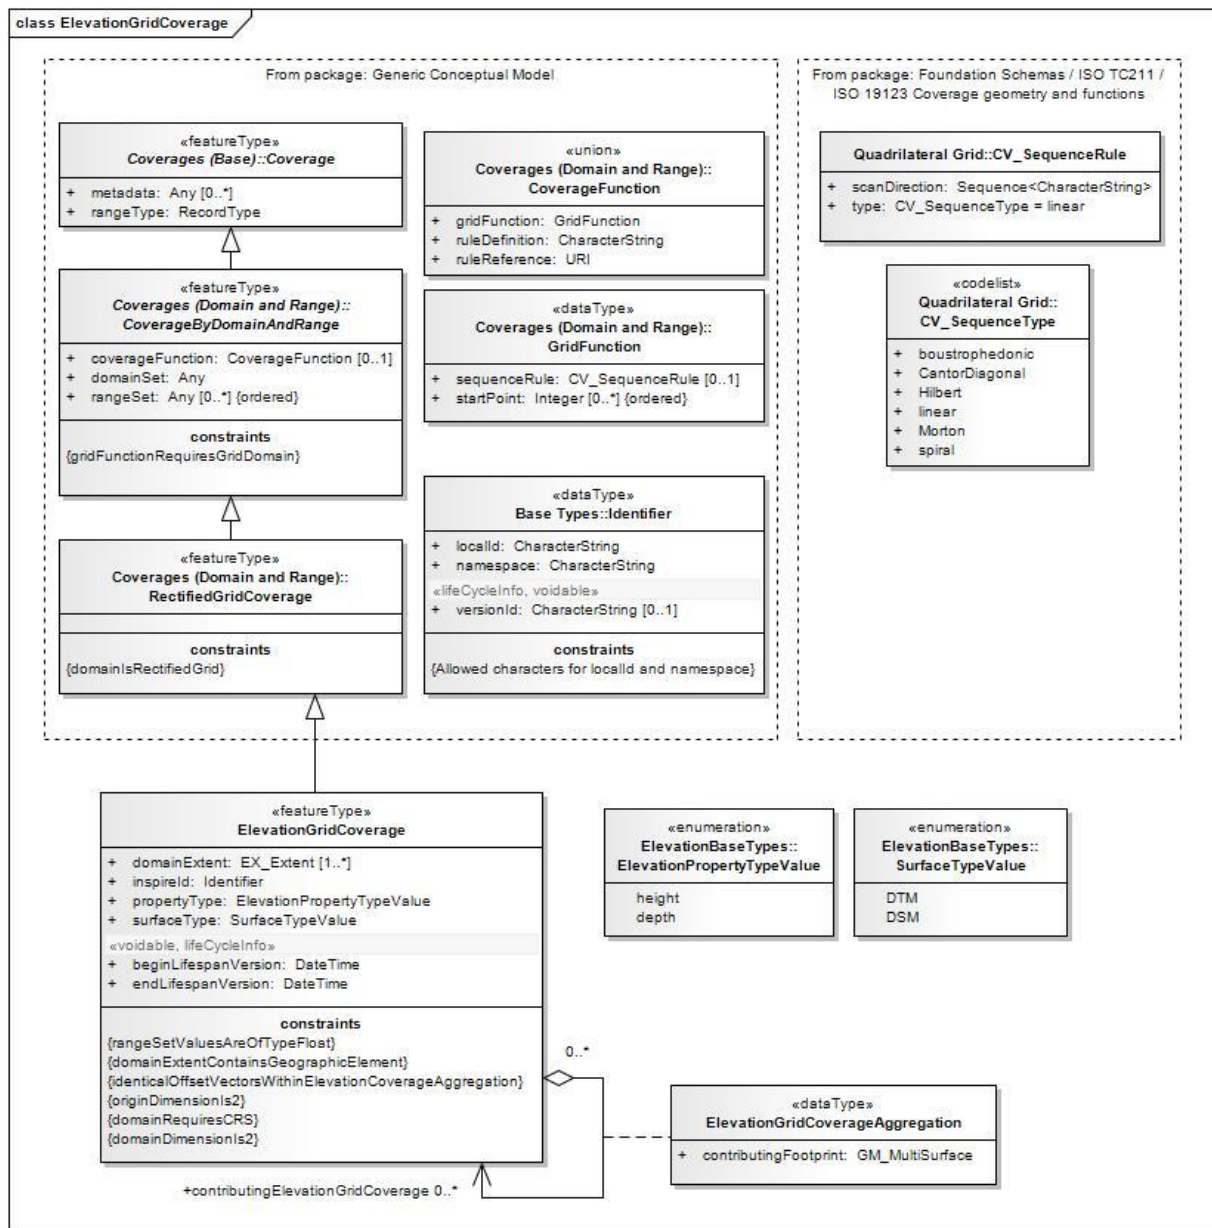 class ElevationGridCoverage
From package: Generic Conceptual Model
«featureType»
Coverages (Base)::Coverage
+ metadata: Any [0..*]
+ rangeType: RecordType
«featureType»
Coverages (Domain and Range)::
CoverageByDomainAndRange
+ coverageFunction: CoverageFunction [0..1]
+ domainSet: Any
+ rangeSet: Any [0..*] {ordered}
constraints
{gridFunctionRequiresGridDomain}
«featureType»
Coverages (Domain and Range)::
RectifiedGridCoverage
constraints
{domainIsRectifiedGrid}
«union»
Coverages (Domain and Range)::
CoverageFunction
+ gridFunction: GridFunction
+ ruleDefinition: CharacterString
+ ruleReference: URI
«dataType»
Coverages (Domain and Range)::
GridFunction
+ sequenceRule: CV_SequenceRule [0..1]
+ startPoint: Integer [0..*] {ordered}
«dataType»
Base Types::Identifier
+ localId: CharacterString
+ namespace: CharacterString
«lifeCycleInfo, voidable»
+ versionId: CharacterString [0..1]
constraints
{Allowed characters for localId and namespace}
From package: Foundation Schemas / ISO TC211 /
ISO 19123 Coverage geometry and functions
Quadrilateral Grid::CV_SequenceRule
+ scanDirection: Sequence<CharacterString>
+ type: CV_SequenceType = linear
«codelist»
Quadrilateral Grid::
CV_SequenceType
+ boustrophedonic
+ CantorDiagonal
+ Hilbert
+ linear
+ Morton
+ spiral
«featureType»
ElevationGridCoverage
+ domainExtent: EX_Extent [1..*]
+ inspireId: Identifier
+ propertyType: ElevationPropertyTypeValue
+ surfaceType: SurfaceTypeValue
«voidable, lifeCycleInfo»
+ beginLifespanVersion: DateTime
+ endLifespanVersion: DateTime
constraints
{rangeSetValuesAreOfTypeFloat}
{domainExtentContainsGeographicElement}
{identicalOffsetVectorsWithinElevationCoverageAggregation}
{originDimensionIs2}
{domainRequiresCRS}
{domainDimensionIs2}
«enumeration»
ElevationBaseTypes::
ElevationPropertyTypeValue
height
depth
«enumeration»
ElevationBaseTypes::
SurfaceTypeValue
DTM
DSM
0..*
«dataType»
ElevationGridCoverageAggregation
+ contributingFootprint: GM_MultiSurface
+contributingElevationGridCoverage 0..*